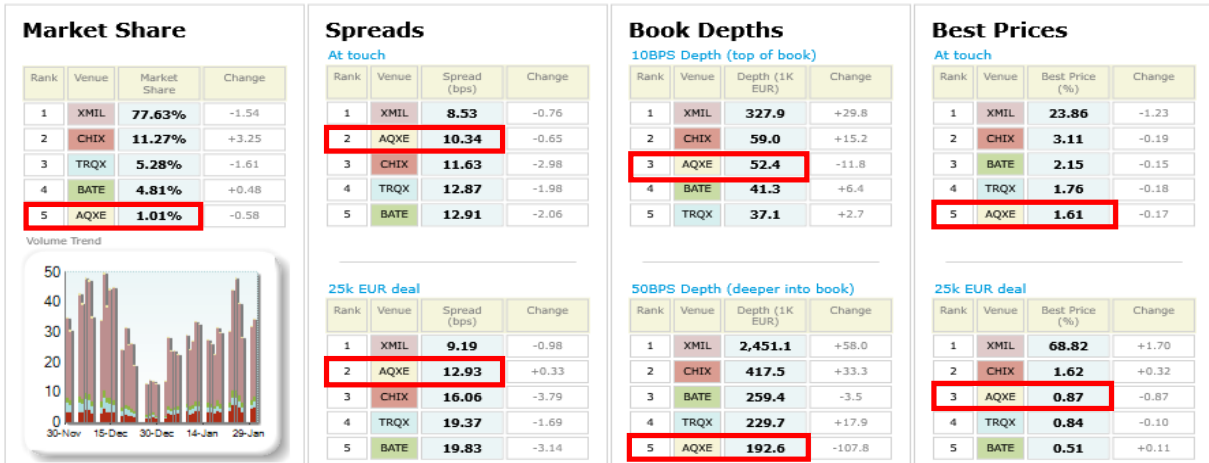 Market Share
Rank Venue Market Share Change
1 XMIL 77.63% -1.54
2 CHIX 11.27% +3.25
3 TRQX 5.28% -1.61
4 BATE 4.81% +0.48
5 AQXE 1.01% -0.58
Volume Trend
50
40
30
20
10
0
30-Nov 15-Dec 30-Dec 14-Jan 29-Jan
Spreads
At touch
Rank Venue Spread (bps) Change
1 XMIL 8.53 -0.76
2 AQXE 10.34 -0.65
3 CHIX 11.63 -2.98
4 TRQX 12.87 -1.98
5 BATE 12.91 -2.06
25k EUR deal
Rank Venue Spread (bps) Change
1 XMIL 9.19 -0.98
2 AQXE 12.93 +0.33
3 CHIX 16.06 -3.79
4 TRQX 19.37 -1.69
5 BATE 19.83 -3.14
Book Depths
10BPS Depth (top of book)
Rank Venue Depth (1K EUR) Change
1 XMIL 327.9 +29.8
2 CHIX 59.0 +15.2
3 AQXE 52.4 -11.8
4 BATE 41.3 +6.4
5 TRQX 37.1 +2.7
50BPS Depth (deeper into book)
Rank Venue Depth (1K EUR) Change
1 XMIL 2,451.1 +58.0
2 CHIX 417.5 +33.3
3 BATE 259.4 -3.5
4 TRQX 229.7 +17.9
5 AQXE 192.6 -107.8
Best Prices
At touch
Rank Venue Best Price (%) Change
1 XMIL 23.86 -1.23
2 CHIX 3.11 -0.19
3 BATE 2.15 -0.15
4 TRQX 1.76 -0.18
5 AQXE 1.61 -0.17
25k EUR deal
Rank Venue Best Price (%) Change
1 XMIL 68.82 +1.70
2 CHIX 1.62 +0.32
3 AQXE 0.87 -0.87
4 TRQX 0.84 -0.10
5 BATE 0.51 +0.11